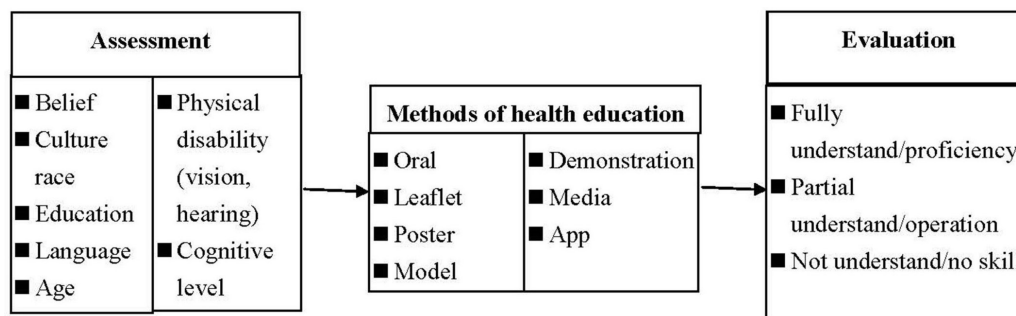 Assessment
■ Belief
■ Culture
race
■ Education
■ Language
■ Age
■ Physical
disability
(vision,
hearing)
■ Cognitive
level
Methods of health education
■ Oral
■ Leaflet
■ Poster
■ Model
■ Demonstration
■ Media
■ App
Evaluation
■ Fully
understand/proficiency
■ Partial
understand/operation
■ Not understand/no skil